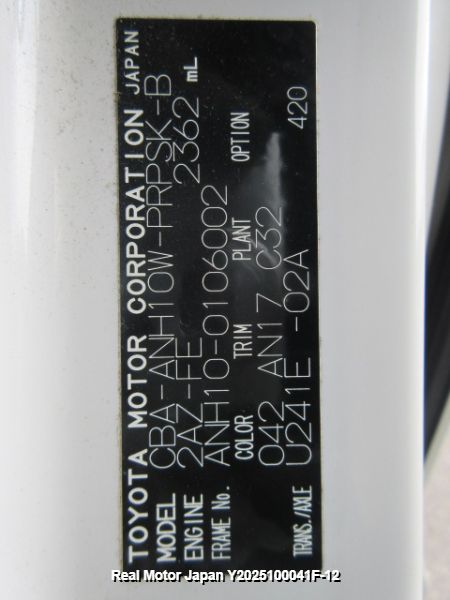 TOYOTA MOTOR CORPORATION JAPAN
MODEL CBA-ANH10W-PRPSK-B
ENGINE 2AZ-FE 2362 mL
FRAME No. ANH10-0106002
COLOR TRIM PLANT OPTION
042 AN17 C32 420
TRANS./AXLE U241E -02A
Real Motor Japan Y2025100041F-12